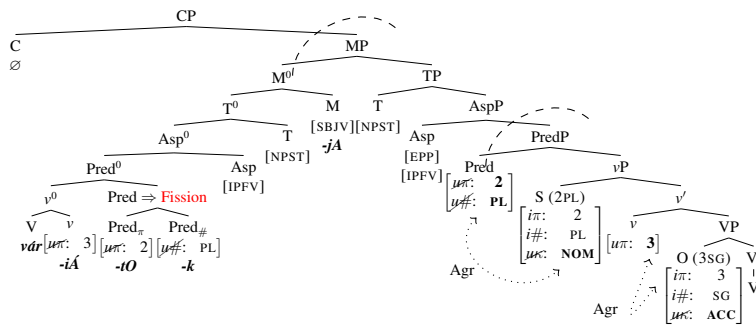 CP
C MP
∅
M⁰ˡ TP
T⁰ M T AspP
[SBJV] [NPST]
-jA
Asp⁰ T Asp PredP
[NPST] [EPP]
[IPFV]
Pred⁰ Asp Pred vP
[IPFV] [uπ: 2
u#: PL]
v⁰ Pred ⇒ Fission S (2PL) v′
[iπ: 2
i#: PL
uκ: NOM]
V v Predπ Pred# v VP
vár [uπ: 3] [uπ: 2] [u#: PL] [uπ: 3]
-iÁ -tO -k
O (3SG) V
[iπ: 3
i#: SG
uκ: ACC]
V
Agr
Agr